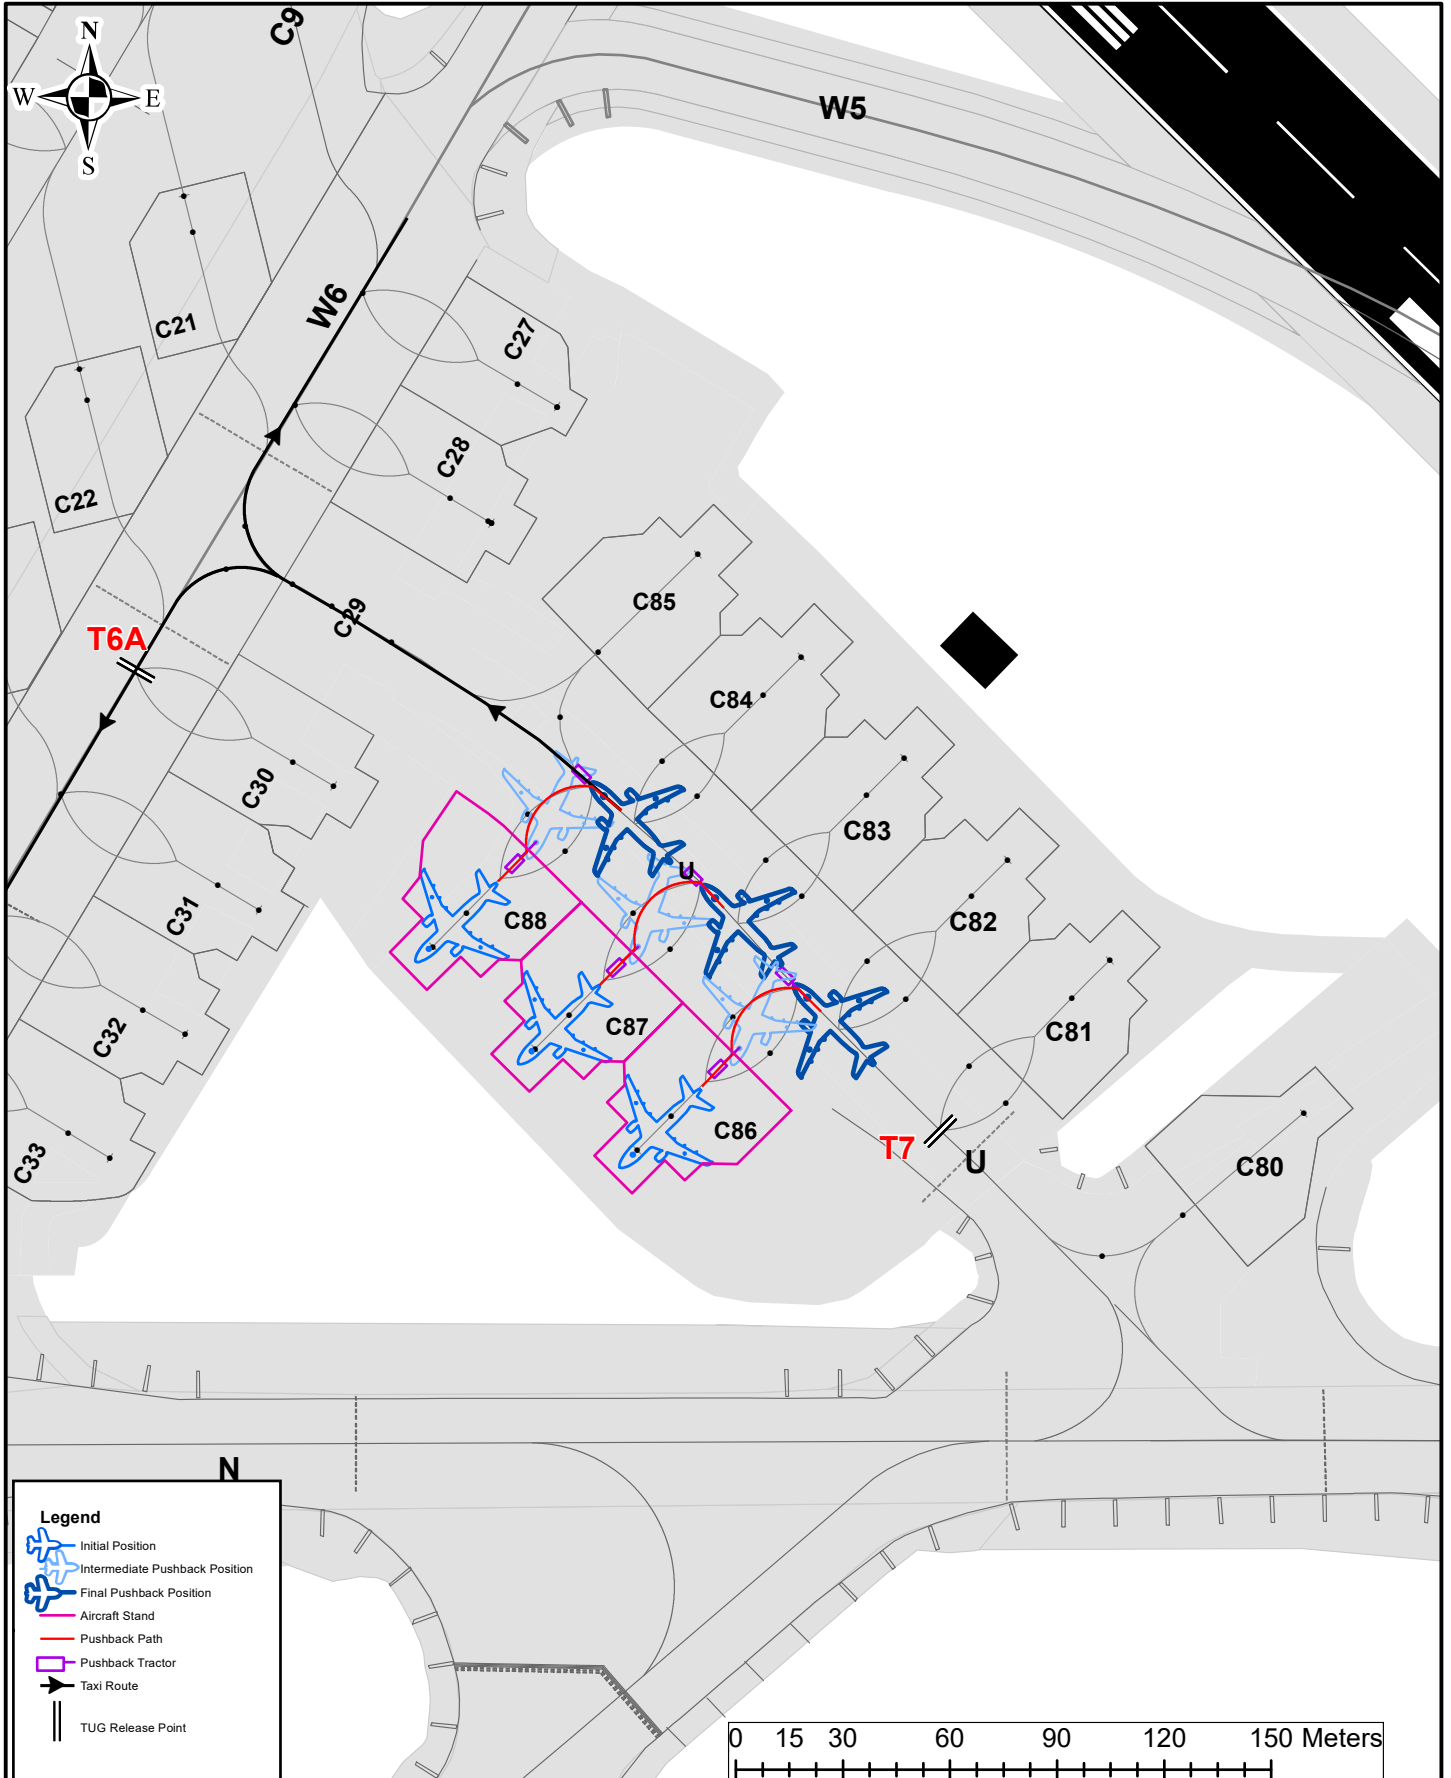 C9
N
W E
S
W5
W6
C21
C27
C28
C22
C85
C29
T6A
C84
C30
C83
U
C31
C88
C82
C87
C32
C81
C86
T7
U
C33
C80
N
Legend
Initial Position
Intermediate Pushback Position
Final Pushback Position
Aircraft Stand
Pushback Path
Pushback Tractor
Taxi Route
TUG Release Point
0 15 30 60 90 120 150 Meters